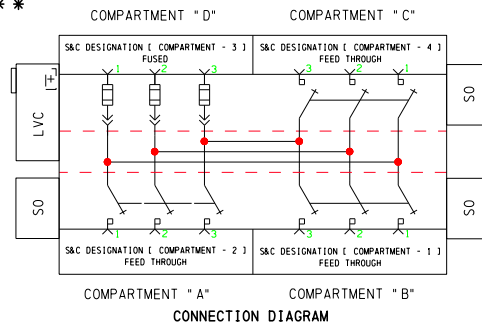 **
COMPARTMENT "D" COMPARTMENT "C"
S&C DESIGNATION [ COMPARTMENT - 3 ] S&C DESIGNATION [ COMPARTMENT - 4 ]
FUSED FEED THROUGH
1 2 3 3 2 1
LVC
+
SO
SO
SO
1 2 3 3 2 1
S&C DESIGNATION [ COMPARTMENT - 2 ] S&C DESIGNATION [ COMPARTMENT - 1 ]
FEED THROUGH FEED THROUGH
COMPARTMENT "A" COMPARTMENT "B"
CONNECTION DIAGRAM